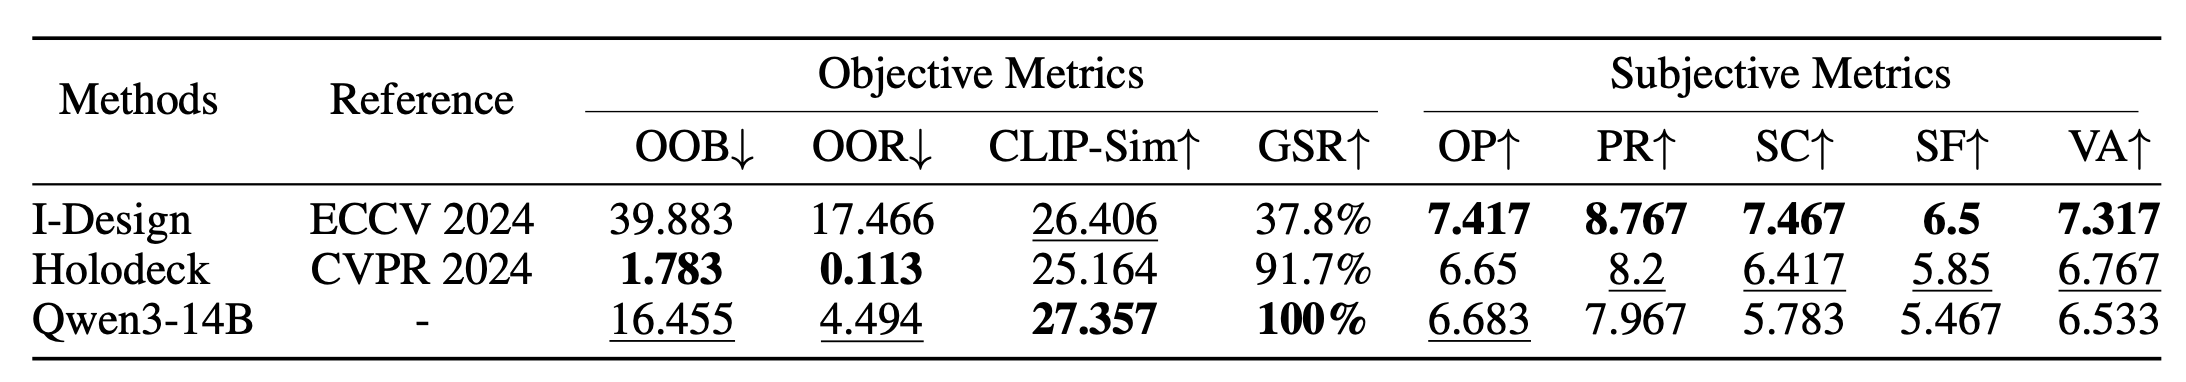 Methods Reference Objective Metrics Subjective Metrics
OOB↓ OOR↓ CLIP-Sim↑ GSR↑ OP↑ PR↑ SC↑ SF↑ VA↑
I-Design ECCV 2024 39.883 17.466 26.406 37.8% 7.417 8.767 7.467 6.5 7.317
Holodeck CVPR 2024 1.783 0.113 25.164 91.7% 6.65 8.2 6.417 5.85 6.767
Qwen3-14B - 16.455 4.494 27.357 100% 6.683 7.967 5.783 5.467 6.533